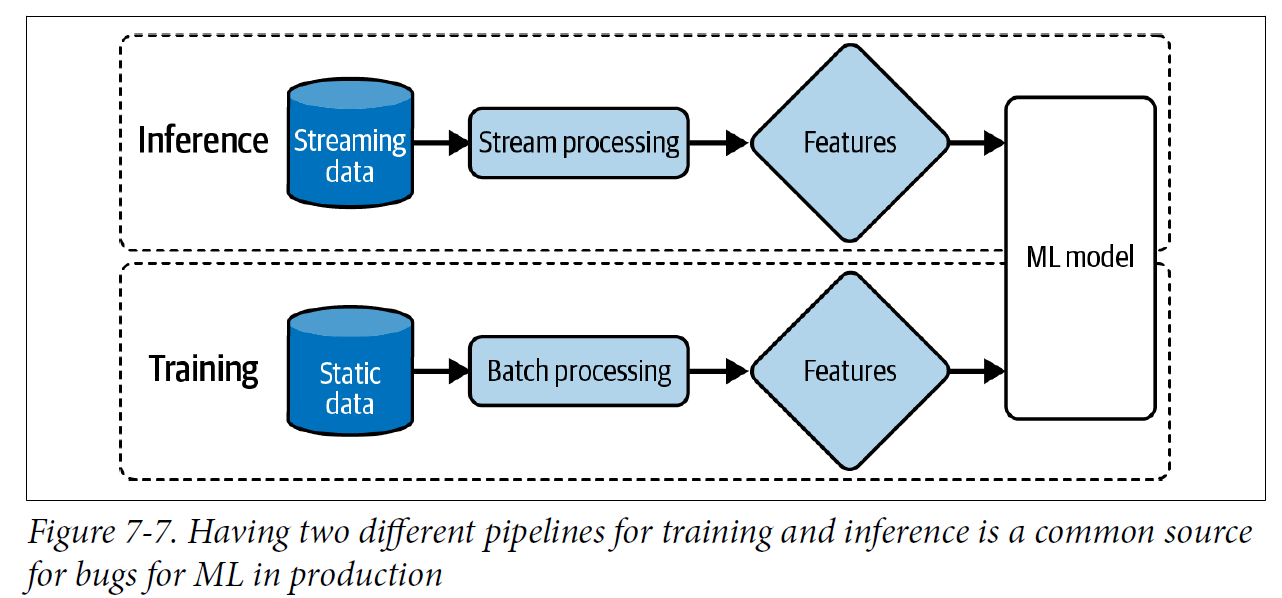 Inference
Streaming
data
Stream processing
Features
ML model
Training
Static
data
Batch processing
Features
Figure 7-7. Having two different pipelines for training and inference is a common source
for bugs for ML in production